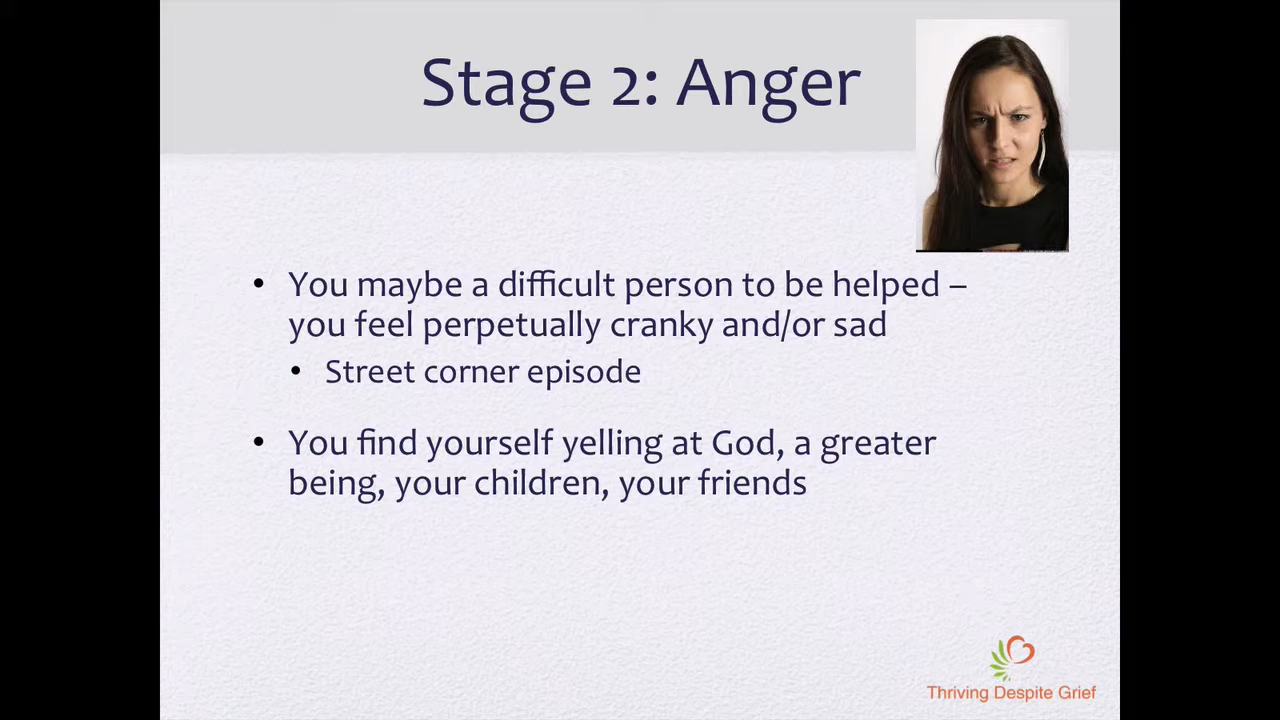 Stage 2: Anger
• You maybe a difficult person to be helped –
you feel perpetually cranky and/or sad
• Street corner episode
• You find yourself yelling at God, a greater
being, your children, your friends
Thriving Despite Grief